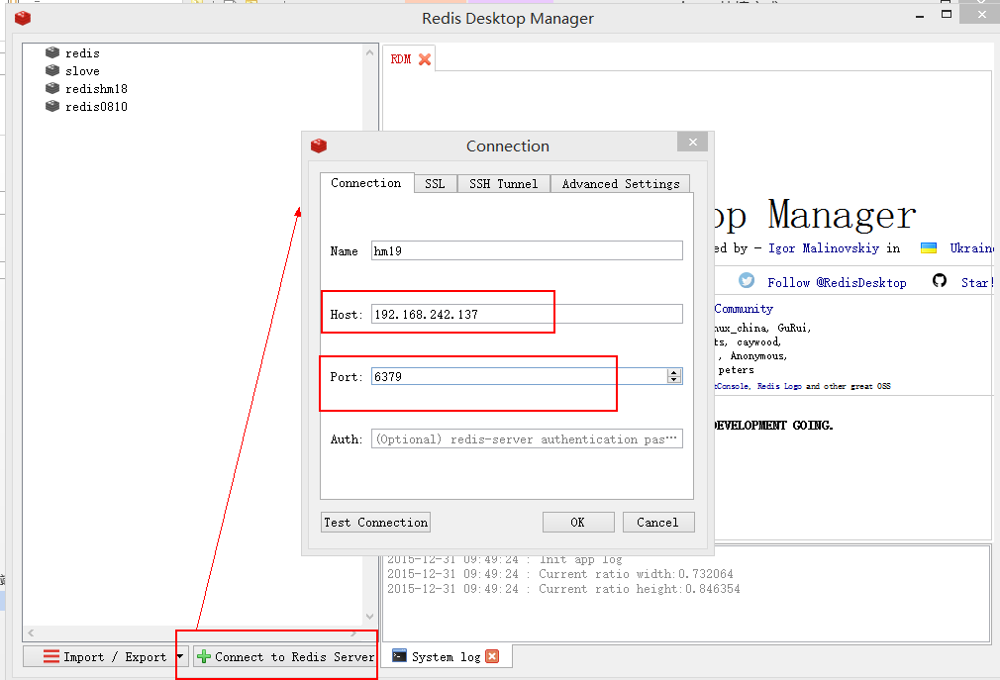 Redis Desktop Manager
redis
slove
redishm18
redis0810
RDM
Connection
Connection SSL SSH Tunnel Advanced Settings
Name hm19
Host: 192.168.242.137
Port: 6379
Auth: (Optional) redis-server authentication pas…
Test Connection OK Cancel
op Manager
ed by – Igor Malinovskiy in Ukraine
Follow @RedisDesktop Star!
Community
nux_china, GuRui,
ts, caywood,
, Anonymous,
peters
Console, Redis Logo and other great OSS
DEVELOPMENT GOING.
2015-12-31 09:49:24 : Init app log
2015-12-31 09:49:24 : Current ratio width:0.732064
2015-12-31 09:49:24 : Current ratio height:0.846354
Import / Export Connect to Redis Server System log